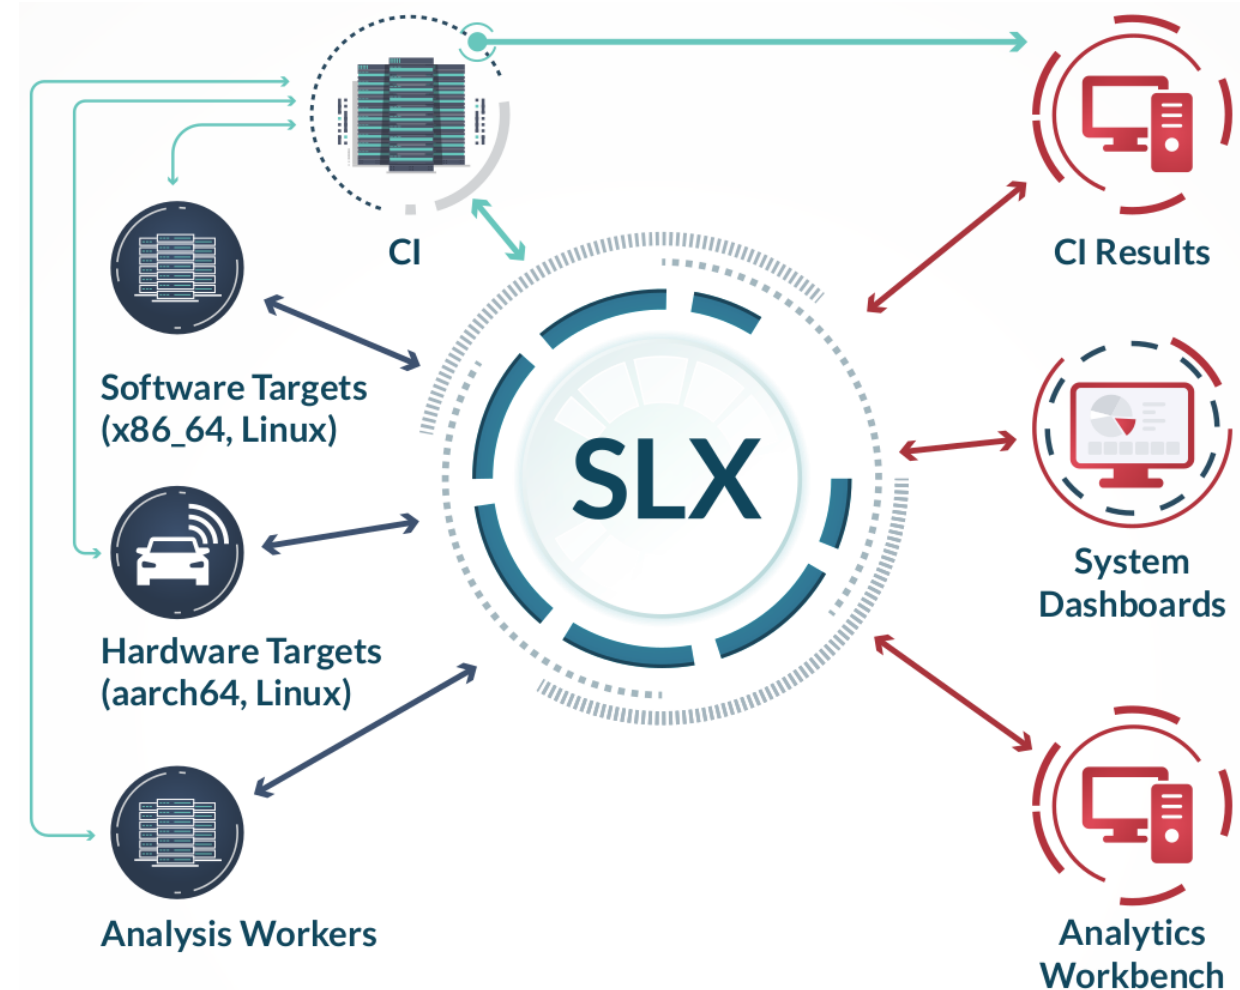 CI
CI Results
Software Targets
(x86_64, Linux)
SLX
System
Dashboards
Hardware Targets
(aarch64, Linux)
Analysis Workers
Analytics
Workbench